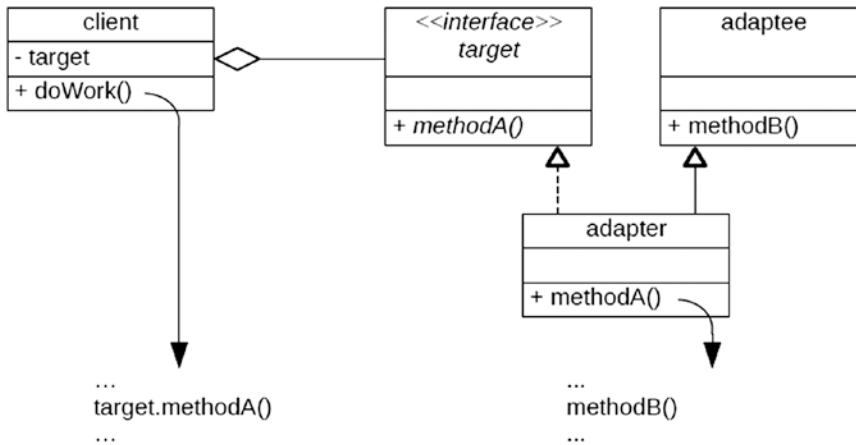 client
- target
+ doWork()
<<interface>>
target
+ methodA()
adaptee
+ methodB()
adapter
+ methodA()
...
target.methodA()
...
...
methodB()
...